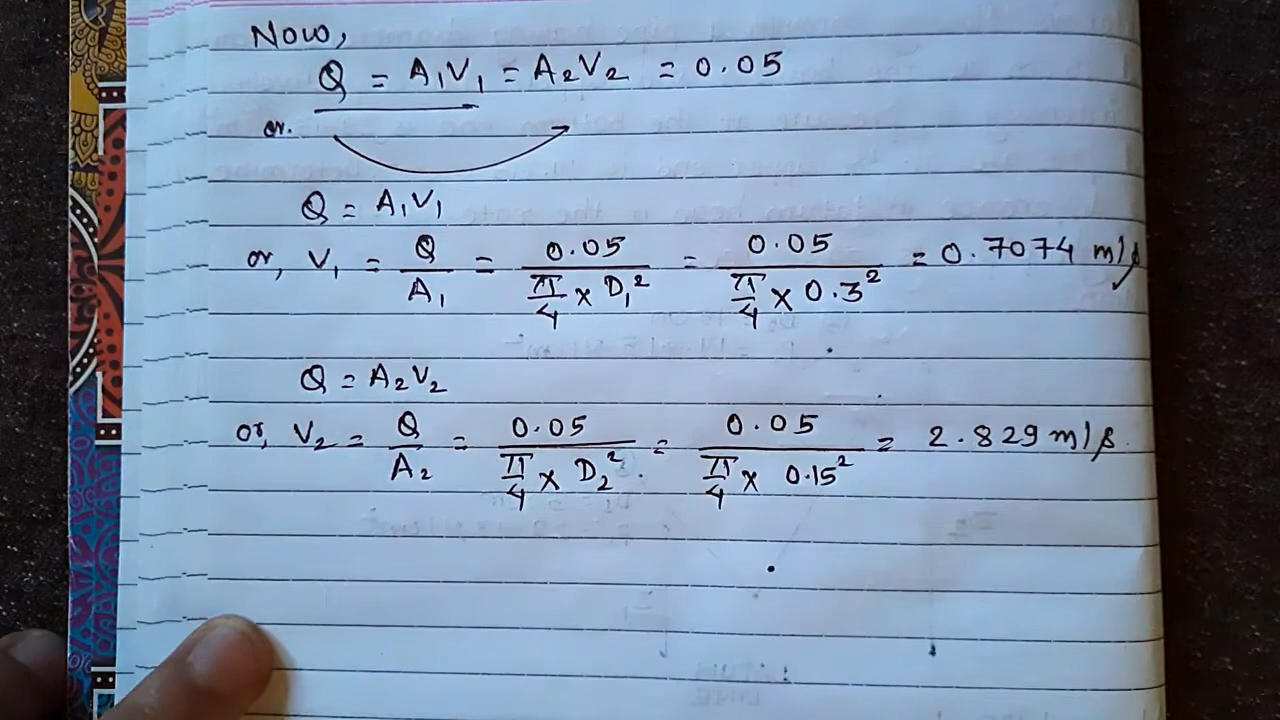 Now,
Q = A₁V₁ = A₂V₂ = 0.05
or.
Q = A₁V₁
or, V₁ = Q/A₁ = 0.05/(π/4 × D₁²) = 0.05/(π/4 × 0.3²) = 0.7074 m/s
Q = A₂V₂
or, V₂ = Q/A₂ = 0.05/(π/4 × D₂²) = 0.05/(π/4 × 0.15²) = 2.829 m/s.